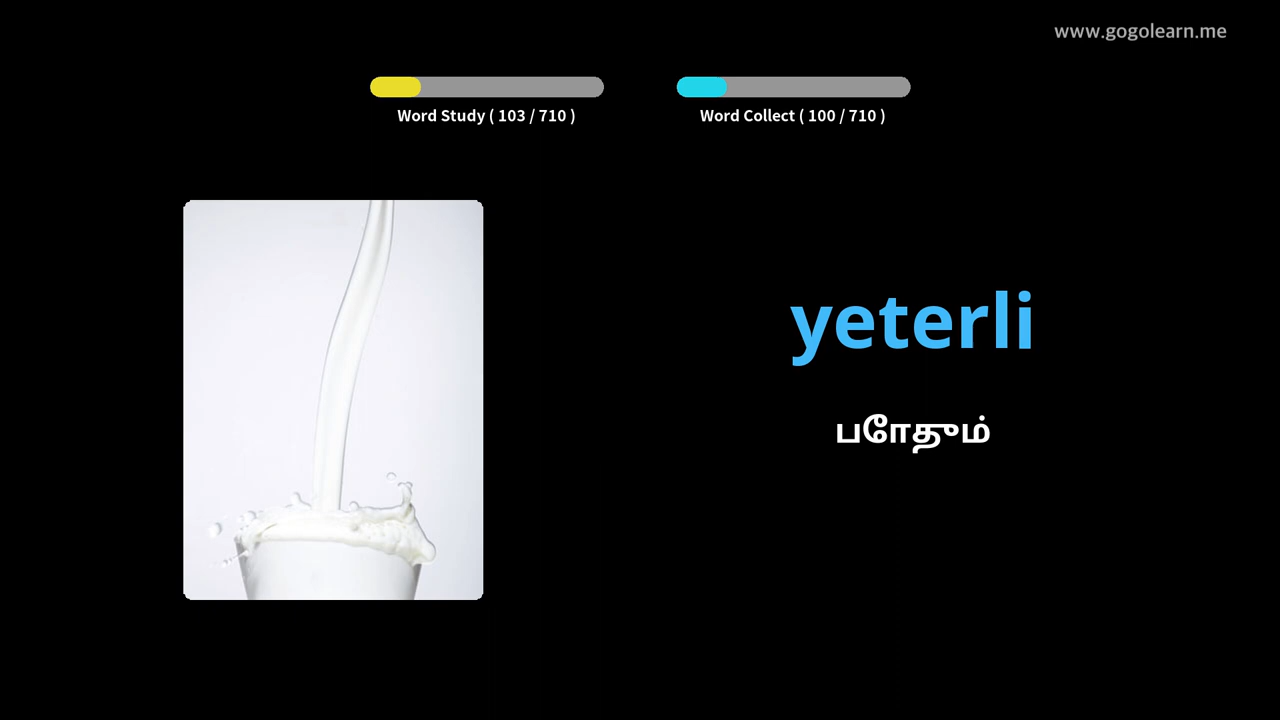 www.gogolearn.me
Word Study ( 103 / 710 )
Word Collect ( 100 / 710 )
yeterli
போதும்